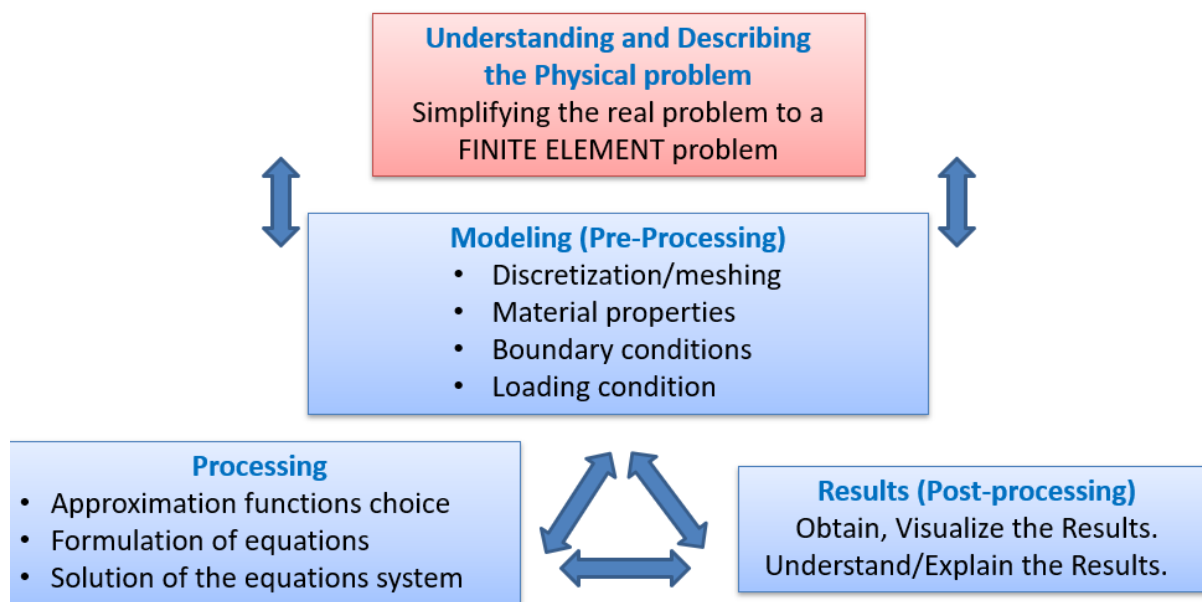 Understanding and Describing
the Physical problem
Simplifying the real problem to a
FINITE ELEMENT problem
Modeling (Pre-Processing)
• Discretization/meshing
• Material properties
• Boundary conditions
• Loading condition
Processing
• Approximation functions choice
• Formulation of equations
• Solution of the equations system
Results (Post-processing)
Obtain, Visualize the Results.
Understand/Explain the Results.